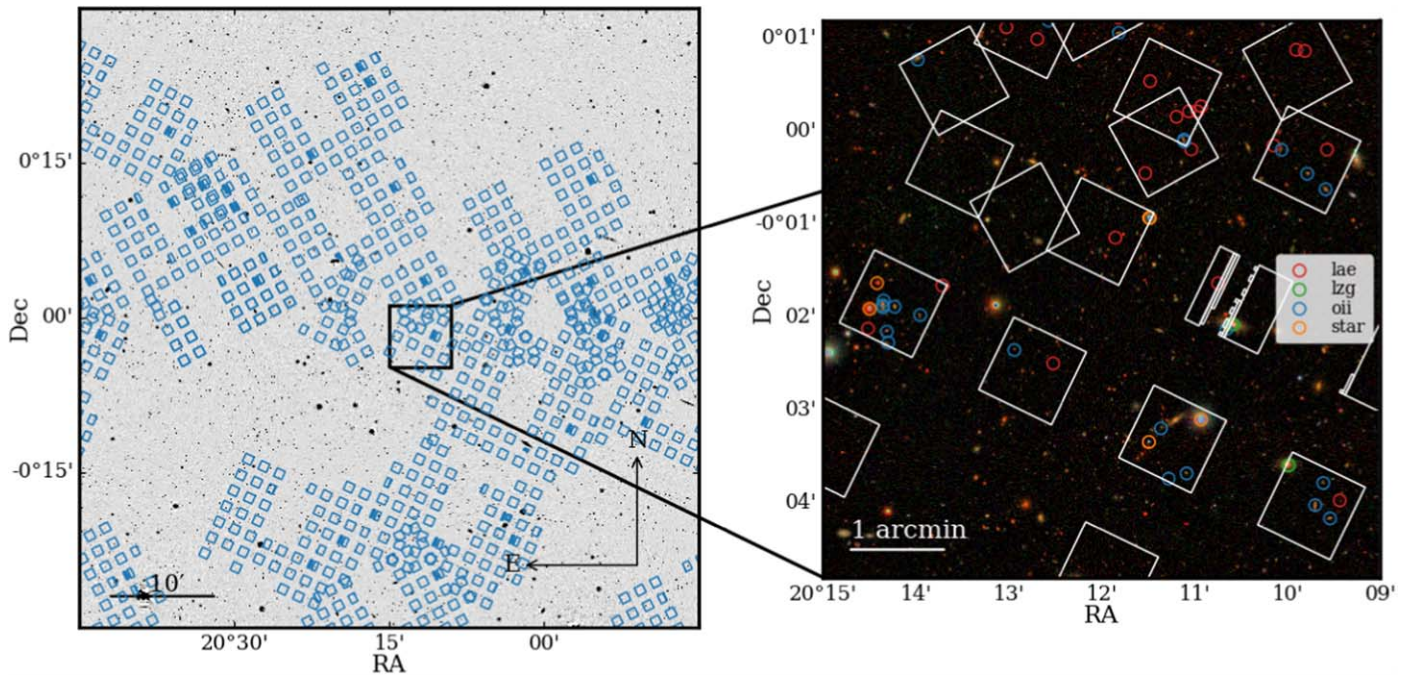 0°15'
00'
-0°15'
Dec
N
E
10′
20°30'
15'
00'
RA
0°01'
00'
-0°01'
02'
03'
04'
Dec
lae
lzg
oii
star
1 arcmin
20°15'
14'
13'
12'
11'
10'
09'
RA